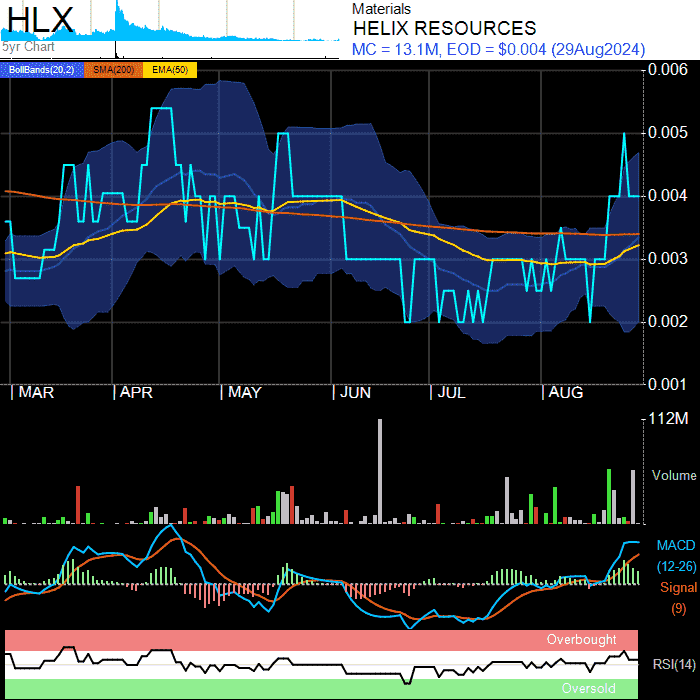 HLX
5yr Chart
Materials
HELIX RESOURCES
MC = 13.1M, EOD = $0.004 (29Aug2024)
BollBands(20,2) SMA(200) EMA(50)
0.006
0.005
0.004
0.003
0.002
0.001
MAR APR MAY JUN JUL AUG
112M
Volume
MACD
(12-26)
Signal
(9)
Overbought
RSI(14)
Oversold